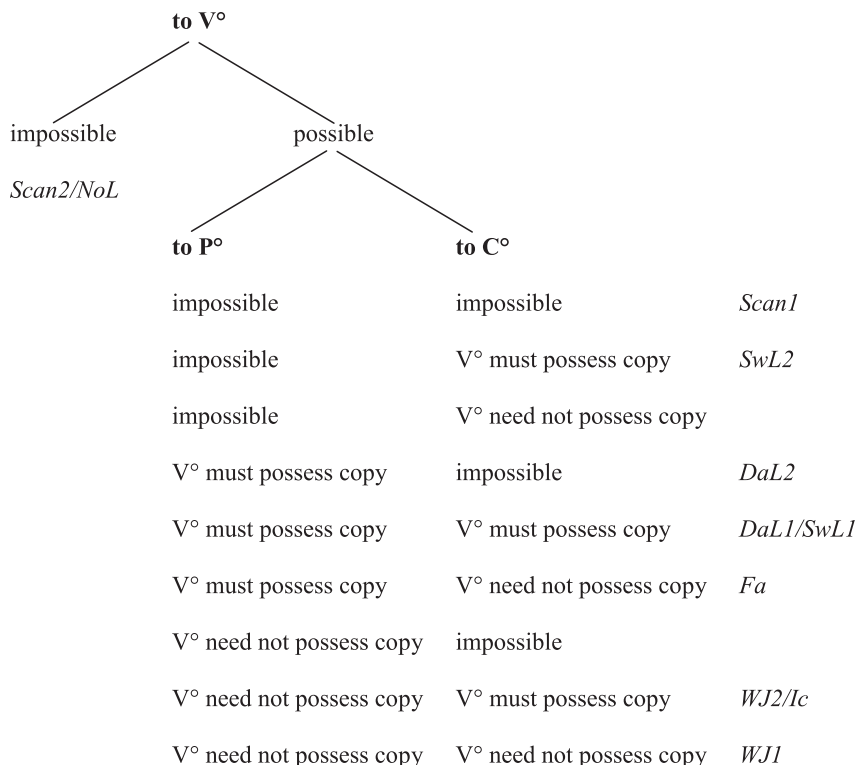 to V°
impossible possible
Scan2/NoL
to P° to C°
impossible impossible Scan1
impossible V° must possess copy SwL2
impossible V° need not possess copy
V° must possess copy impossible DaL2
V° must possess copy V° must possess copy DaL1/SwL1
V° must possess copy V° need not possess copy Fa
V° need not possess copy impossible
V° need not possess copy V° must possess copy WJ2/Ic
V° need not possess copy V° need not possess copy WJ1